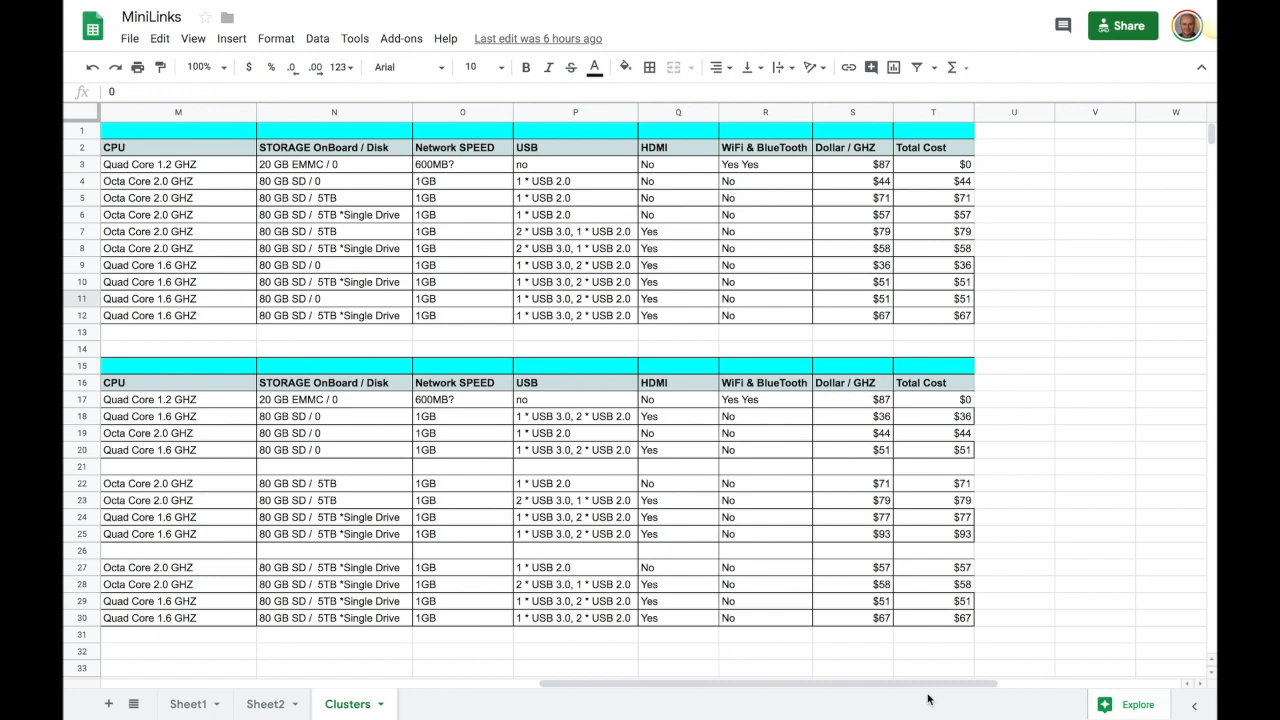 MiniLinks
File Edit View Insert Format Data Tools Add-ons Help Last edit was 6 hours ago
Share
100% $ % .0 .00 123 Arial 10 B I S A Σ
fx 0
M N O P Q R S T U V W
1
2 CPU STORAGE OnBoard / Disk Network SPEED USB HDMI WiFi & BlueTooth Dollar / GHZ Total Cost
3 Quad Core 1.2 GHZ 20 GB EMMC / 0 600MB? no No Yes Yes $87 $0
4 Octa Core 2.0 GHZ 80 GB SD / 0 1GB 1 * USB 2.0 No No $44 $44
5 Octa Core 2.0 GHZ 80 GB SD / 5TB 1GB 1 * USB 2.0 No No $71 $71
6 Octa Core 2.0 GHZ 80 GB SD / 5TB *Single Drive 1GB 1 * USB 2.0 No No $57 $57
7 Octa Core 2.0 GHZ 80 GB SD / 5TB 1GB 2 * USB 3.0, 1 * USB 2.0 Yes No $79 $79
8 Octa Core 2.0 GHZ 80 GB SD / 5TB *Single Drive 1GB 2 * USB 3.0, 1 * USB 2.0 Yes No $58 $58
9 Quad Core 1.6 GHZ 80 GB SD / 0 1GB 1 * USB 3.0, 2 * USB 2.0 Yes No $36 $36
10 Quad Core 1.6 GHZ 80 GB SD / 5TB *Single Drive 1GB 1 * USB 3.0, 2 * USB 2.0 Yes No $51 $51
11 Quad Core 1.6 GHZ 80 GB SD / 0 1GB 1 * USB 3.0, 2 * USB 2.0 Yes No $51 $51
12 Quad Core 1.6 GHZ 80 GB SD / 5TB *Single Drive 1GB 1 * USB 3.0, 2 * USB 2.0 Yes No $67 $67
13
14
15
16 CPU STORAGE OnBoard / Disk Network SPEED USB HDMI WiFi & BlueTooth Dollar / GHZ Total Cost
17 Quad Core 1.2 GHZ 20 GB EMMC / 0 600MB? no No Yes Yes $87 $0
18 Quad Core 1.6 GHZ 80 GB SD / 0 1GB 1 * USB 3.0, 2 * USB 2.0 Yes No $36 $36
19 Octa Core 2.0 GHZ 80 GB SD / 0 1GB 1 * USB 2.0 No No $44 $44
20 Quad Core 1.6 GHZ 80 GB SD / 0 1GB 1 * USB 3.0, 2 * USB 2.0 Yes No $51 $51
21
22 Octa Core 2.0 GHZ 80 GB SD / 5TB 1GB 1 * USB 2.0 No No $71 $71
23 Octa Core 2.0 GHZ 80 GB SD / 5TB 1GB 2 * USB 3.0, 1 * USB 2.0 Yes No $79 $79
24 Quad Core 1.6 GHZ 80 GB SD / 5TB *Single Drive 1GB 1 * USB 3.0, 2 * USB 2.0 Yes No $77 $77
25 Quad Core 1.6 GHZ 80 GB SD / 5TB *Single Drive 1GB 1 * USB 3.0, 2 * USB 2.0 Yes No $93 $93
26
27 Octa Core 2.0 GHZ 80 GB SD / 5TB *Single Drive 1GB 1 * USB 2.0 No No $57 $57
28 Octa Core 2.0 GHZ 80 GB SD / 5TB *Single Drive 1GB 2 * USB 3.0, 1 * USB 2.0 Yes No $58 $58
29 Quad Core 1.6 GHZ 80 GB SD / 5TB *Single Drive 1GB 1 * USB 3.0, 2 * USB 2.0 Yes No $51 $51
30 Quad Core 1.6 GHZ 80 GB SD / 5TB *Single Drive 1GB 1 * USB 3.0, 2 * USB 2.0 Yes No $67 $67
31
32
33
+ Sheet1 Sheet2 Clusters Explore